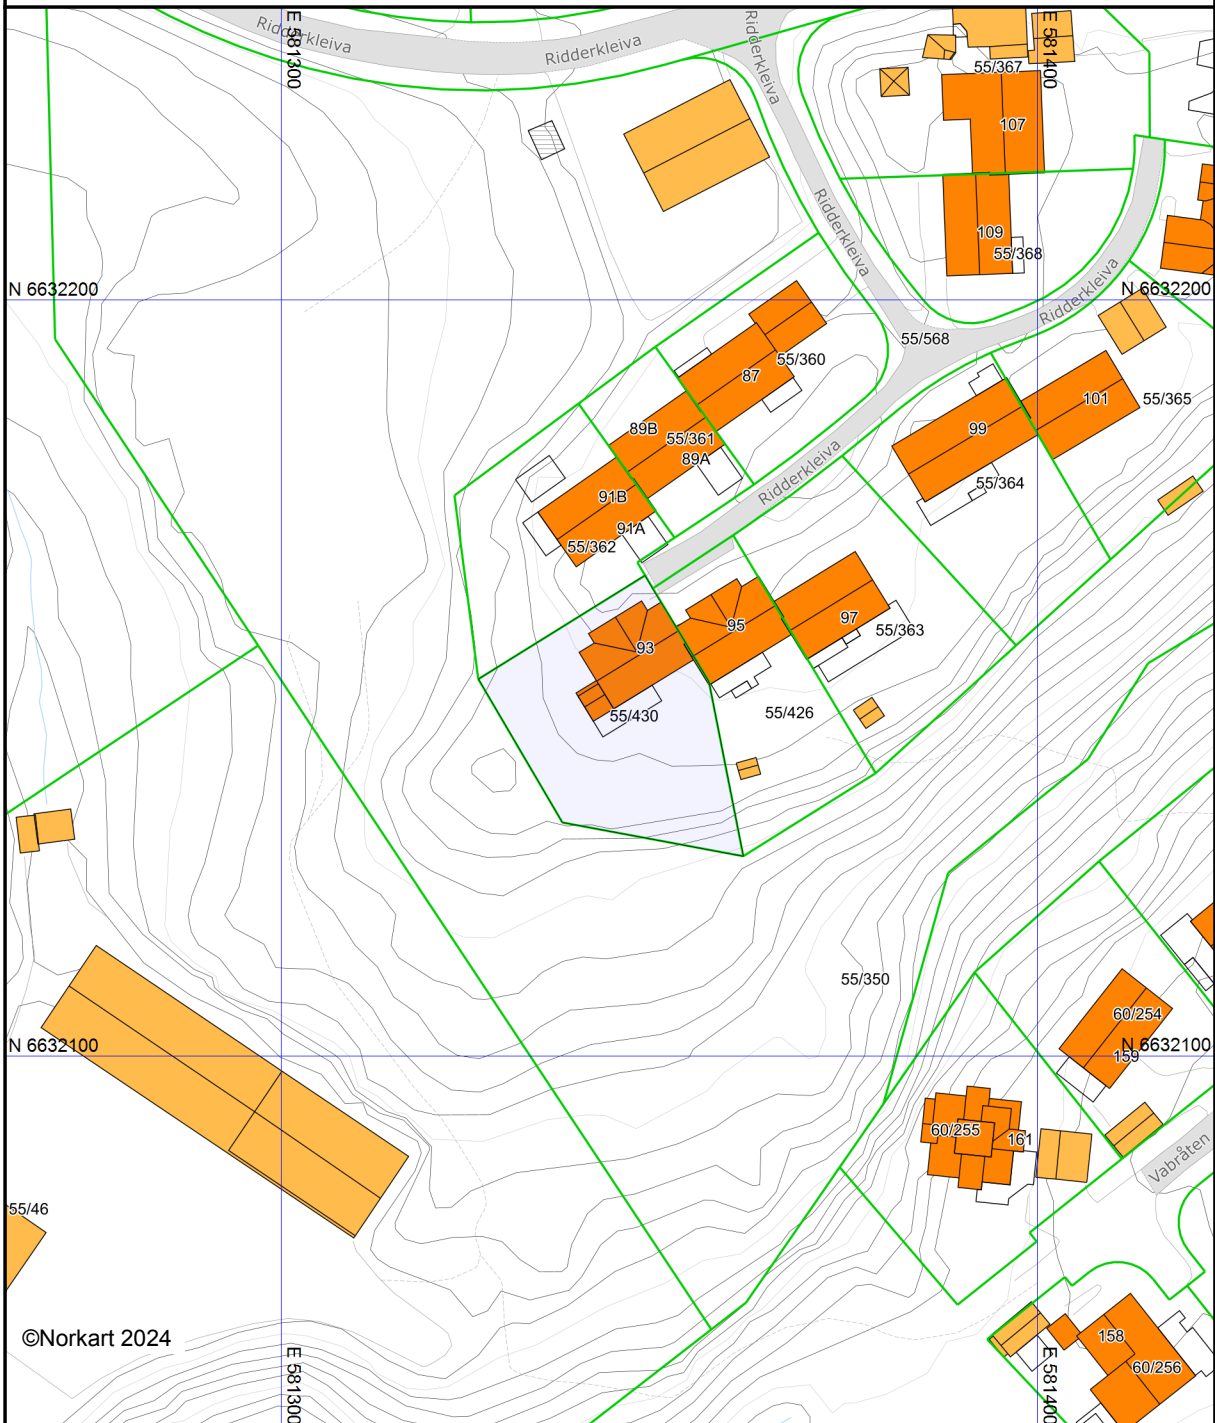 Ridderkleiva
E 581300
Ridderkleiva
Ridderkleiva
E 581400
55/367
107
Ridderkleiva
109
55/368
N 6632200
Ridderkleiva
N 6632200
55/568
55/360
87
101
55/365
89B
55/361
99
89A
Ridderkleiva
55/364
91B
91A
55/362
95
97
55/363
93
55/430
55/426
55/350
60/254
N 6632100
159
N 6632100
60/255
161
Vabråten
55/46
©Norkart 2024
158
60/256
E 581300
E 581400